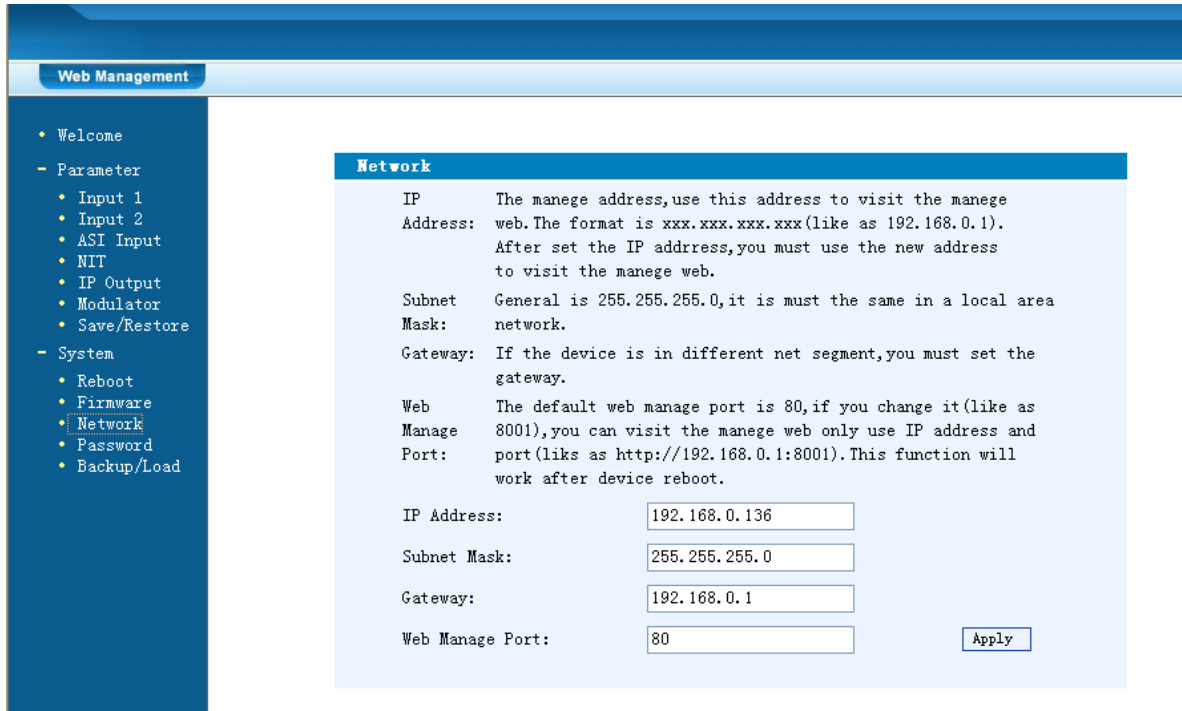 Web Management
Welcome
Parameter
Input 1
Input 2
ASI Input
NIT
IP Output
Modulator
Save/Restore
System
Reboot
Firmware
Network
Password
Backup/Load
Network
IP Address: The manege address,use this address to visit the manege
web.The format is xxx.xxx.xxx.xxx(like as 192.168.0.1).
After set the IP addrress,you must use the new address
to visit the manege web.
Subnet Mask: General is 255.255.255.0,it is must the same in a local area
network.
Gateway: If the device is in different net segment,you must set the
gateway.
Web Manage Port: The default web manage port is 80,if you change it(like as
8001),you can visit the manege web only use IP address and
port(liks as http://192.168.0.1:8001).This function will
work after device reboot.
IP Address: 192.168.0.136
Subnet Mask: 255.255.255.0
Gateway: 192.168.0.1
Web Manage Port: 80 Apply